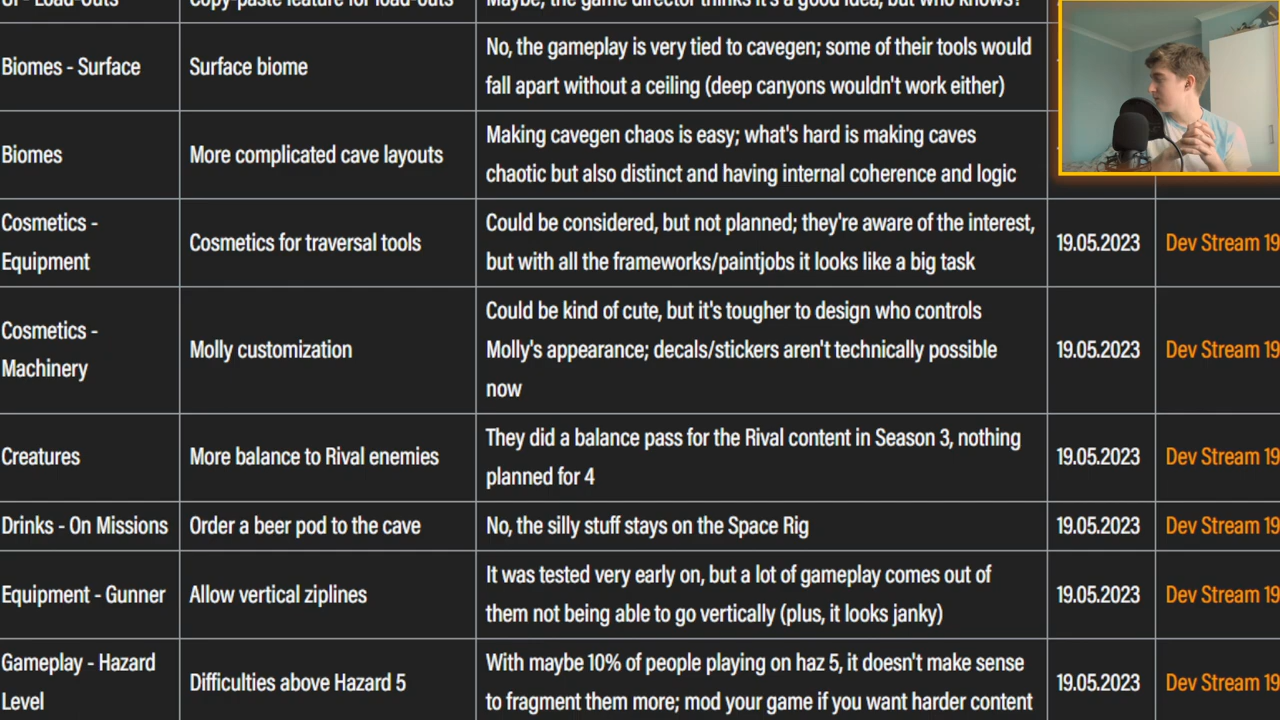 UI - Load-Outs
Copy-paste feature for load-outs
Maybe, the game director thinks it's a good idea, but who knows?
Biomes - Surface
Surface biome
No, the gameplay is very tied to cavegen; some of their tools would
fall apart without a ceiling (deep canyons wouldn't work either)
Biomes
More complicated cave layouts
Making cavegen chaos is easy; what's hard is making caves
chaotic but also distinct and having internal coherence and logic
Cosmetics -
Equipment
Cosmetics for traversal tools
Could be considered, but not planned; they're aware of the interest,
but with all the frameworks/paintjobs it looks like a big task
19.05.2023
Dev Stream 19
Cosmetics -
Machinery
Molly customization
Could be kind of cute, but it's tougher to design who controls
Molly's appearance; decals/stickers aren't technically possible
now
19.05.2023
Dev Stream 19
Creatures
More balance to Rival enemies
They did a balance pass for the Rival content in Season 3, nothing
planned for 4
19.05.2023
Dev Stream 19
Drinks - On Missions
Order a beer pod to the cave
No, the silly stuff stays on the Space Rig
19.05.2023
Dev Stream 19
Equipment - Gunner
Allow vertical ziplines
It was tested very early on, but a lot of gameplay comes out of
them not being able to go vertically (plus, it looks janky)
19.05.2023
Dev Stream 19
Gameplay - Hazard
Level
Difficulties above Hazard 5
With maybe 10% of people playing on haz 5, it doesn't make sense
to fragment them more; mod your game if you want harder content
19.05.2023
Dev Stream 19